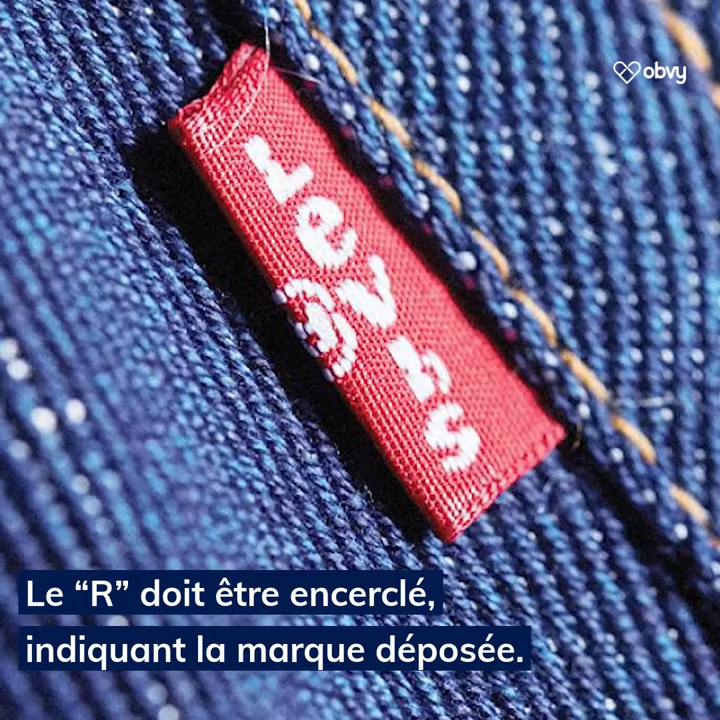 obvy
LeVI's
®
Le “R” doit être encerclé,
indiquant la marque déposée.